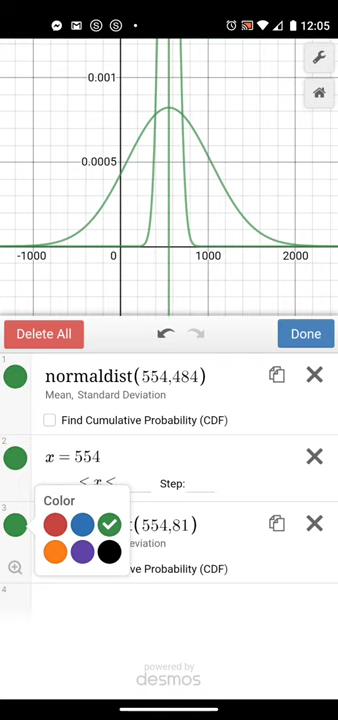 12:05
0.001
0.0005
-1000 0 1000 2000
Delete All
Done
1
normaldist(554,484)
Mean, Standard Deviation
Find Cumulative Probability (CDF)
2
x = 554
< x <
Step:
3
Color
t(554,81)
eviation
ve Probability (CDF)
4
powered by
desmos